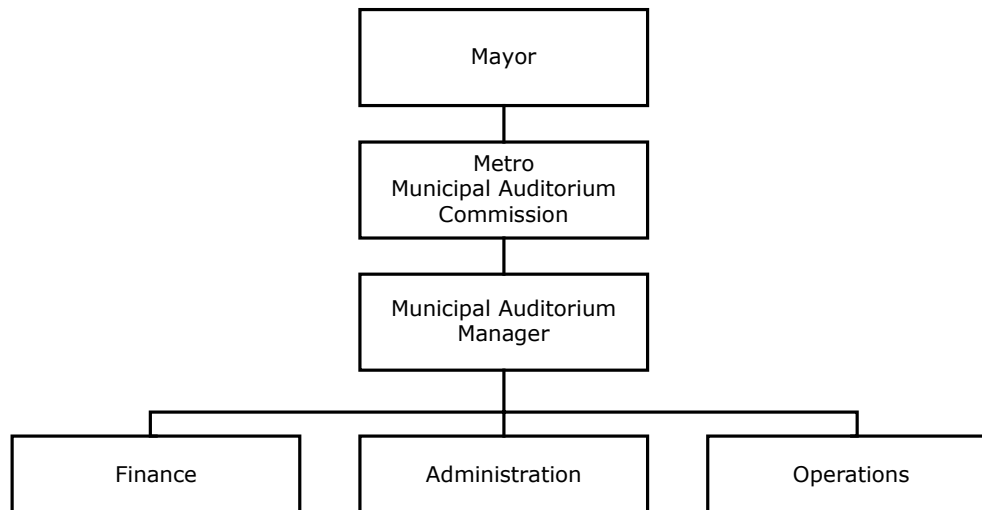 Mayor
Metro
Municipal Auditorium
Commission
Municipal Auditorium
Manager
Finance
Administration
Operations